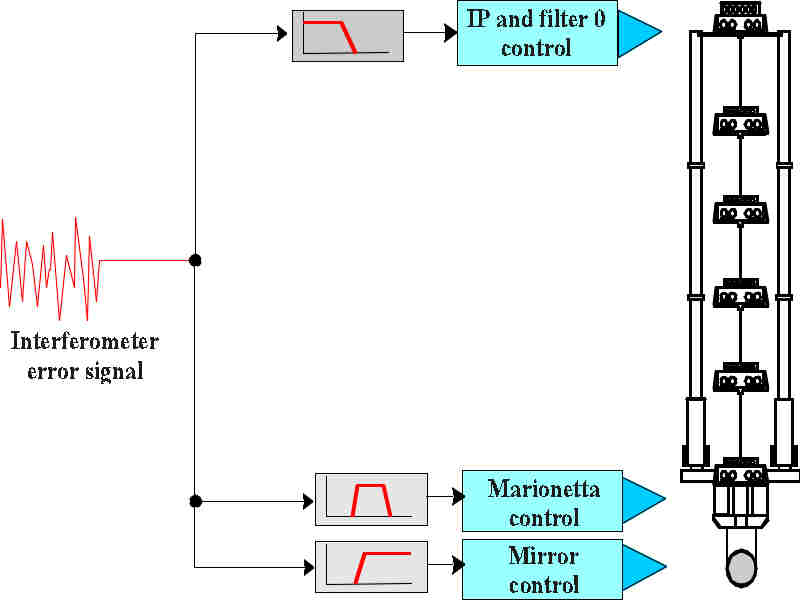 IP and filter 0
control
Interferometer
error signal
Marionetta
control
Mirror
control